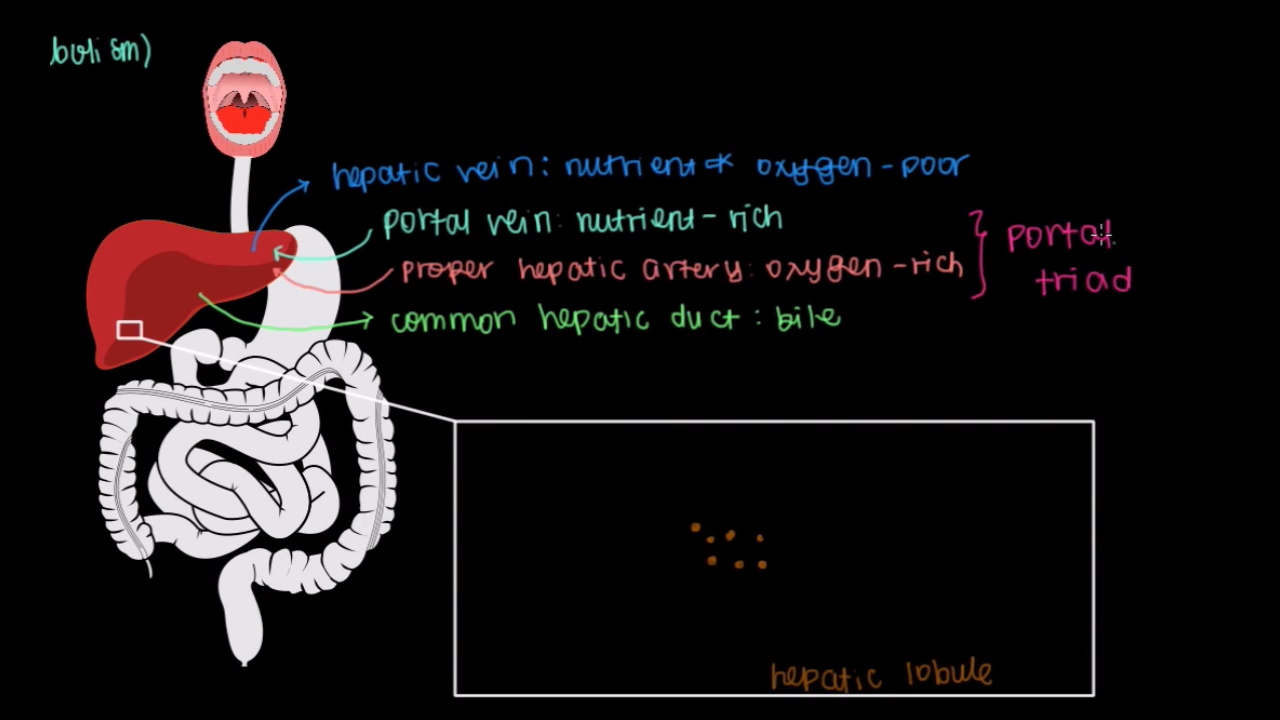 bolism)
hepatic vein: nutrient & oxygen-poor
portal vein: nutrient-rich
proper hepatic artery: oxygen-rich
common hepatic duct: bile
portal
triad
hepatic lobule